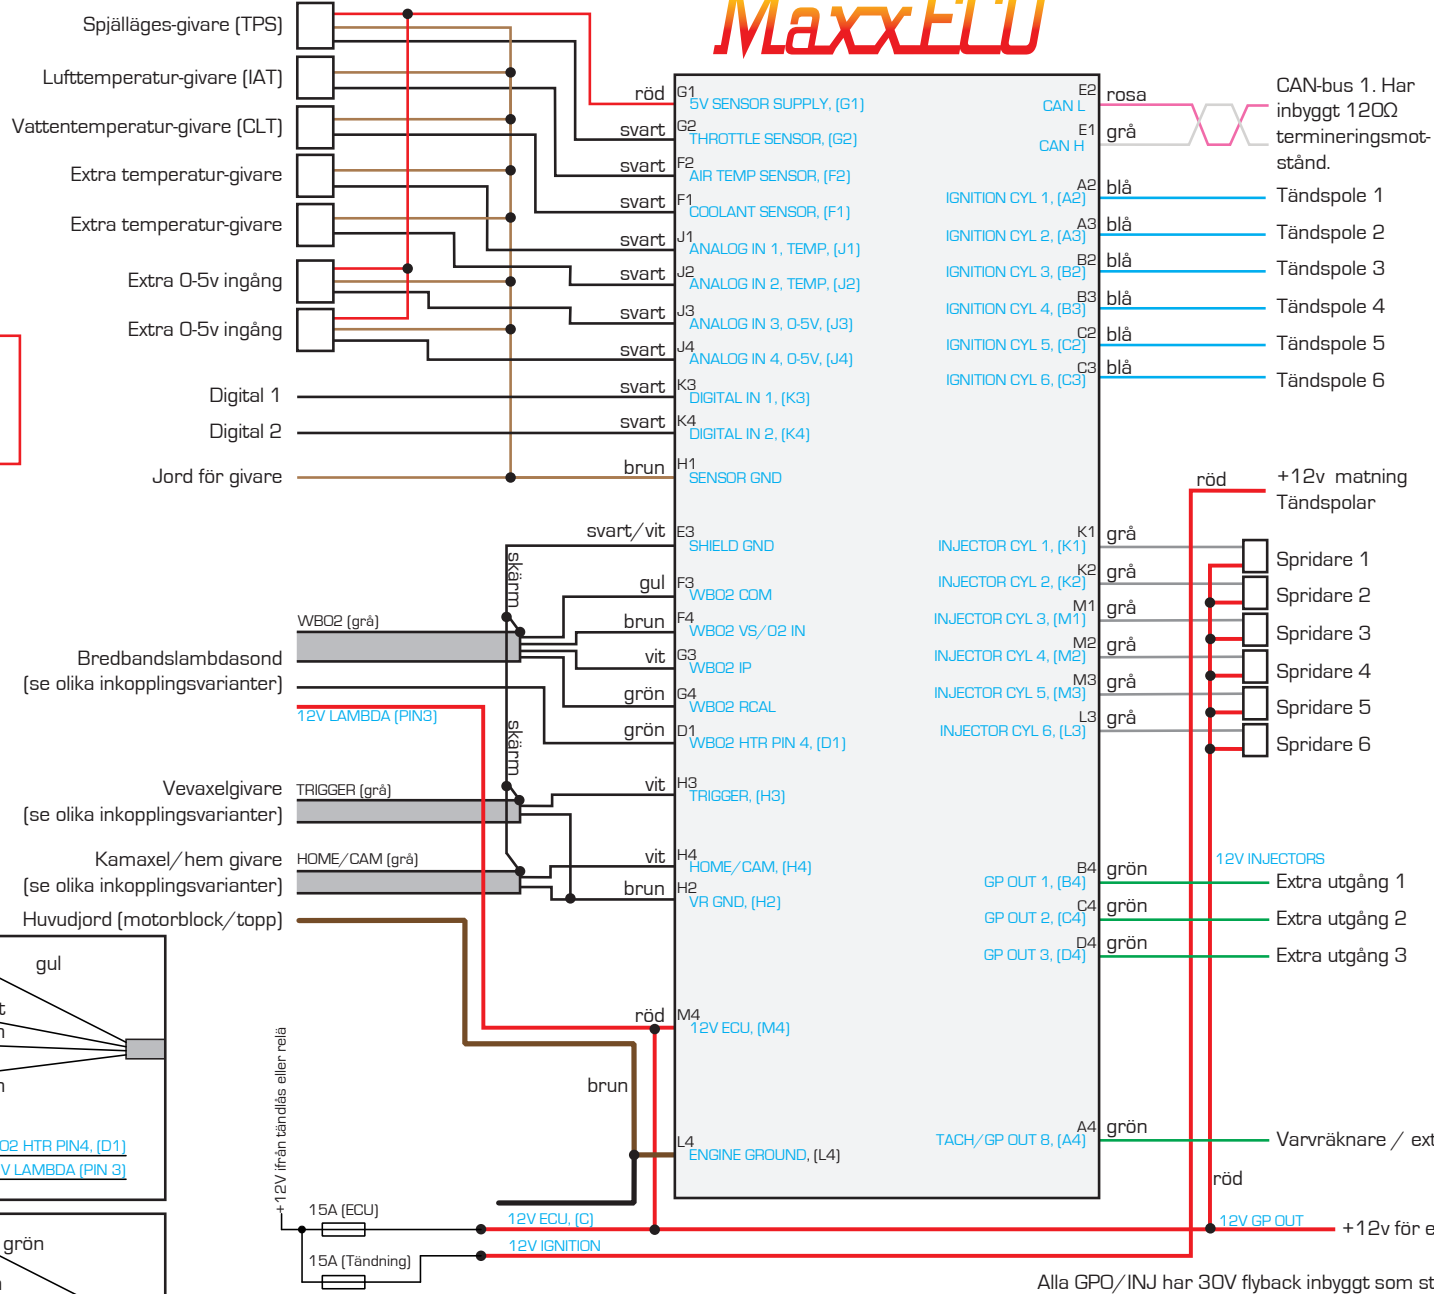 MaxxECU
Spjälläges-givare (TPS)
Lufttemperatur-givare (IAT)
Vattentemperatur-givare (CLT)
Extra temperatur-givare
Extra temperatur-givare
Extra 0-5v ingång
Extra 0-5v ingång
Digital 1
Digital 2
Jord för givare
WBO2 (grå)
Bredbandslambdasond
(se olika inkopplingsvarianter)
12V LAMBDA (PIN3)
Vevaxelgivare
TRIGGER (grå)
(se olika inkopplingsvarianter)
Kamaxel/hem givare
HOME/CAM (grå)
(se olika inkopplingsvarianter)
Huvudjord (motorblock/topp)
skärm
skärm
röd G1
5V SENSOR SUPPLY, (G1)
svart G2
THROTTLE SENSOR, (G2)
svart F2
AIR TEMP SENSOR, (F2)
svart F1
COOLANT SENSOR, (F1)
svart J1
ANALOG IN 1, TEMP, (J1)
svart J2
ANALOG IN 2, TEMP, (J2)
svart J3
ANALOG IN 3, 0-5V, (J3)
svart J4
ANALOG IN 4, 0-5V, (J4)
svart K3
DIGITAL IN 1, (K3)
svart K4
DIGITAL IN 2, (K4)
brun H1
SENSOR GND
svart/vit E3
SHIELD GND
gul F3
WBO2 COM
brun F4
WBO2 VS/O2 IN
vit G3
WBO2 IP
grön G4
WBO2 RCAL
grön D1
WBO2 HTR PIN 4, (D1)
vit H3
TRIGGER, (H3)
vit H4
HOME/CAM, (H4)
brun H2
VR GND, (H2)
röd M4
12V ECU, (M4)
brun
L4
ENGINE GROUND, (L4)
E2 rosa
CAN L
E1 grå
CAN H
CAN-bus 1. Har
inbyggt 120Ω
termineringsmot-
stånd.
A2 blå
IGNITION CYL 1, (A2)
Tändspole 1
A3 blå
IGNITION CYL 2, (A3)
Tändspole 2
B2 blå
IGNITION CYL 3, (B2)
Tändspole 3
B3 blå
IGNITION CYL 4, (B3)
Tändspole 4
C2 blå
IGNITION CYL 5, (C2)
Tändspole 5
C3 blå
IGNITION CYL 6, (C3)
Tändspole 6
röd
+12v matning
Tändspolar
K1 grå
INJECTOR CYL 1, (K1)
Spridare 1
K2 grå
INJECTOR CYL 2, (K2)
Spridare 2
M1 grå
INJECTOR CYL 3, (M1)
Spridare 3
M2 grå
INJECTOR CYL 4, (M2)
Spridare 4
M3 grå
INJECTOR CYL 5, (M3)
Spridare 5
L3 grå
INJECTOR CYL 6, (L3)
Spridare 6
12V INJECTORS
B4 grön
GP OUT 1, (B4)
Extra utgång 1
C4 grön
GP OUT 2, (C4)
Extra utgång 2
D4 grön
GP OUT 3, (D4)
Extra utgång 3
A4 grön
TACH/GP OUT 8, (A4)
Varvräknare / ext
röd
12V GP OUT
+12v för e
gul
t
n
n
O2 HTR PIN4, (D1)
V LAMBDA (PIN 3)
grön
+12V ifrån tändlås eller relä
15A (ECU)
12V ECU, (C)
15A (Tändning)
12V IGNITION
Alla GPO/INJ har 30V flyback inbyggt som st